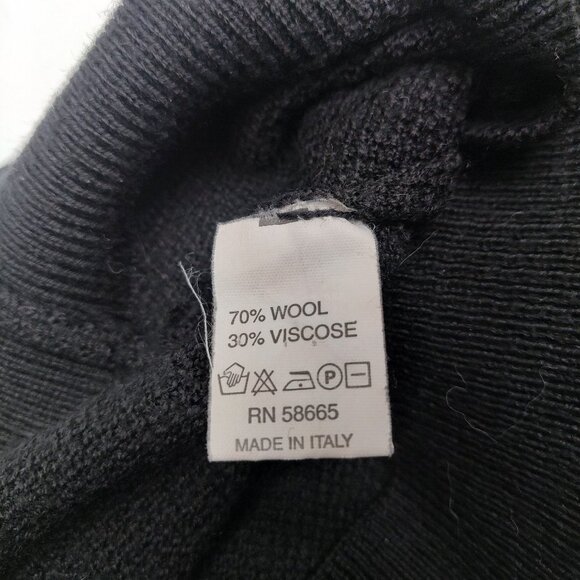 70% WOOL
30% VISCOSE
P
RN 58665
MADE IN ITALY